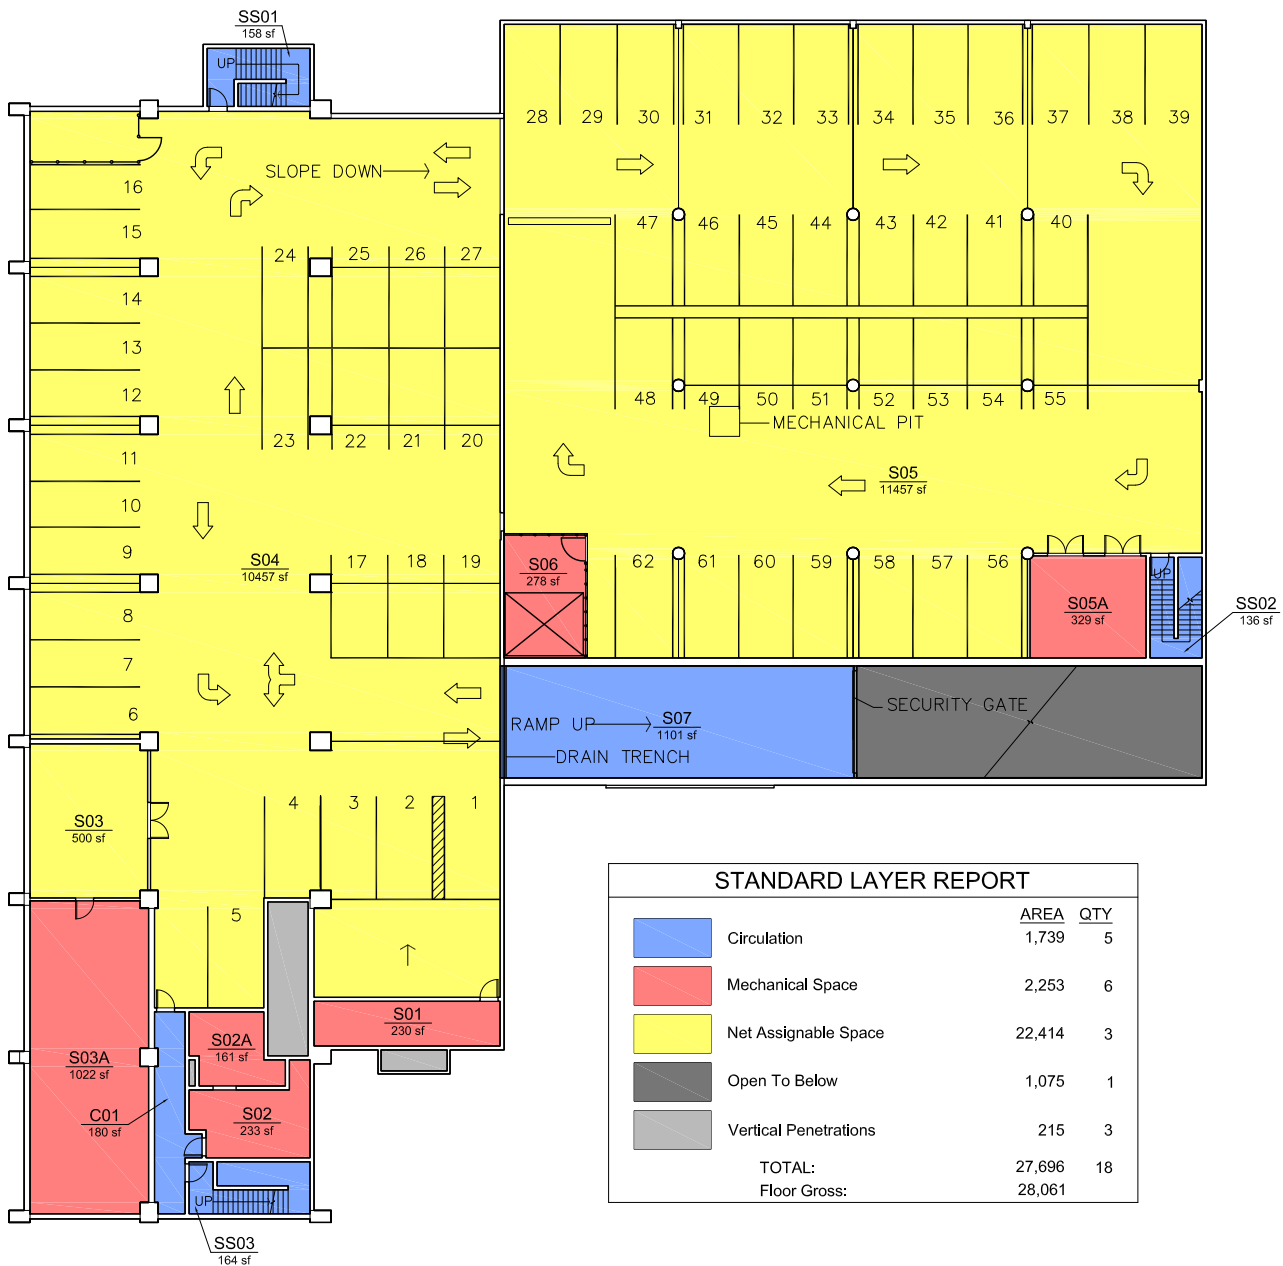 SS01
158 sf
UP
28 29 30 31 32 33 34 35 36 37 38 39
SLOPE DOWN
16
15
47 46 45 44 43 42 41 40
24 25 26 27
14
13
12
48 49 50 51 52 53 54 55
MECHANICAL PIT
23 22 21 20
11
S05
11457 sf
10
9
S04
10457 sf
17 18 19
S06
278 sf
62 61 60 59 58 57 56
UP
S05A
329 sf
SS02
136 sf
8
7
6
RAMP UP
S07
1101 sf
SECURITY GATE
DRAIN TRENCH
4 3 2 1
S03
500 sf
5
S01
230 sf
S02A
161 sf
S03A
1022 sf
C01
180 sf
S02
233 sf
UP
SS03
164 sf
STANDARD LAYER REPORT
AREA QTY
Circulation 1,739 5
Mechanical Space 2,253 6
Net Assignable Space 22,414 3
Open To Below 1,075 1
Vertical Penetrations 215 3
TOTAL: 27,696 18
Floor Gross: 28,061